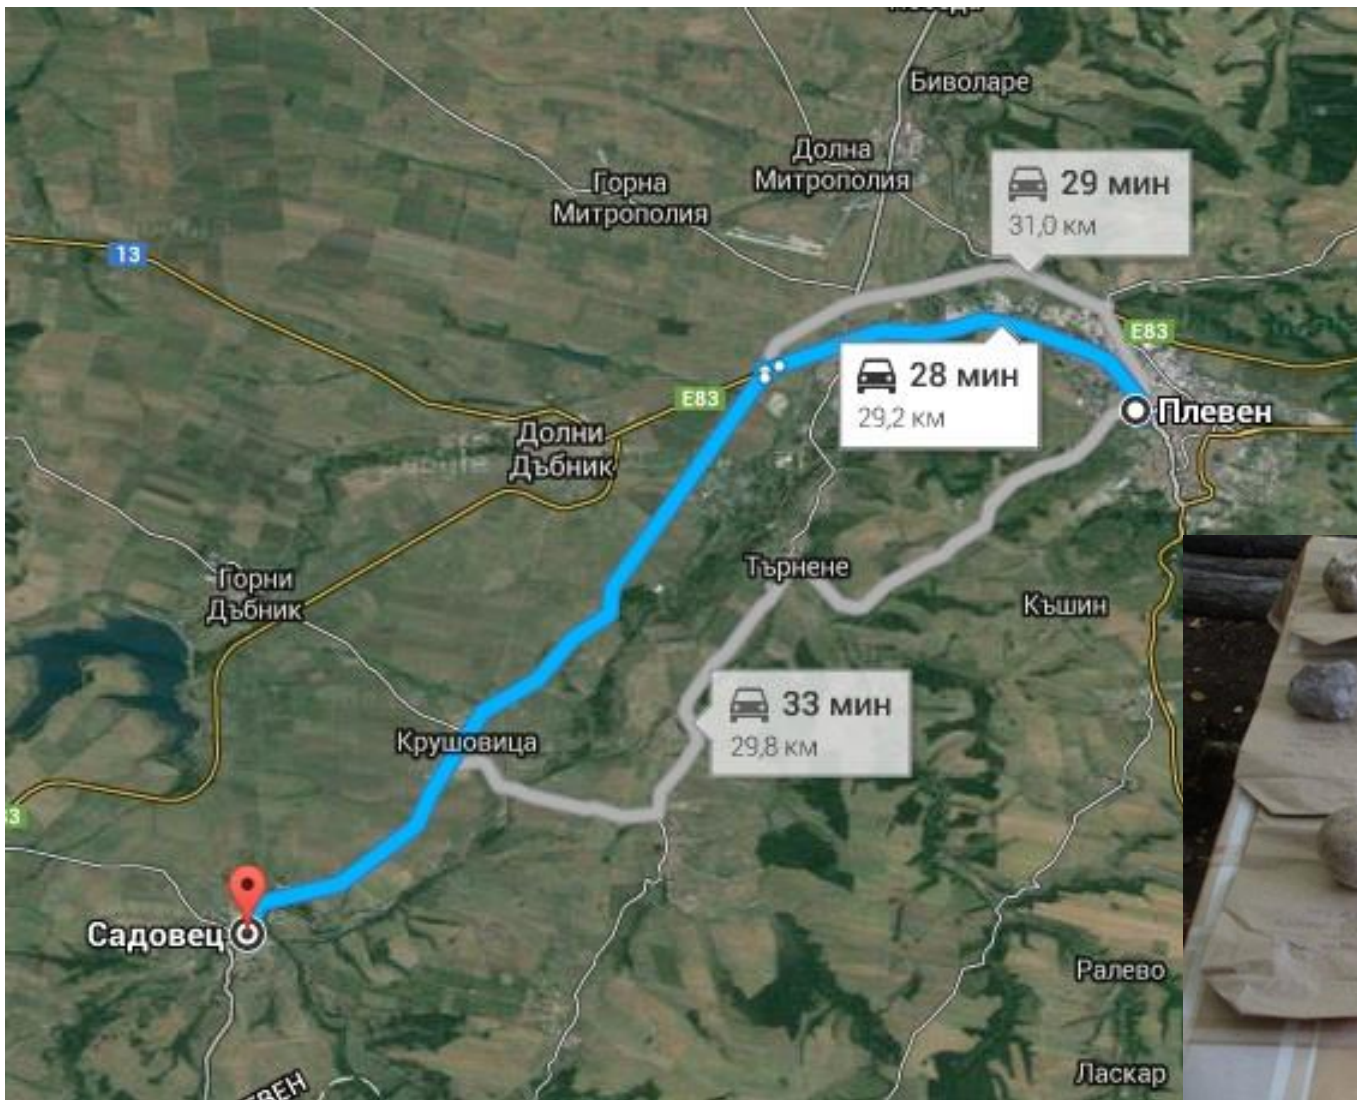 Биволаре
Долна
Митрополия
Горна
Митрополия
29 мин
31,0 км
13
E83
28 мин
29,2 км
E83
Плевен
Долни
Дъбник
Търнене
Горни
Дъбник
Къшин
33 мин
29,8 км
Крушовица
Садовец
Ралево
Ласкар